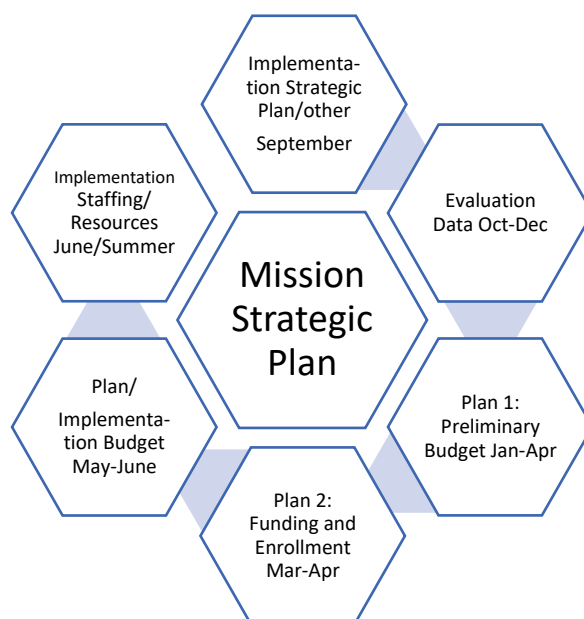 Implementa-
tion Strategic
Plan/other
September
Evaluation
Data Oct-Dec
Plan 1:
Preliminary
Budget Jan-Apr
Plan 2:
Funding and
Enrollment
Mar-Apr
Plan/
Implementa-
tion Budget
May-June
Implementation
Staffing/
Resources
June/Summer
Mission
Strategic
Plan